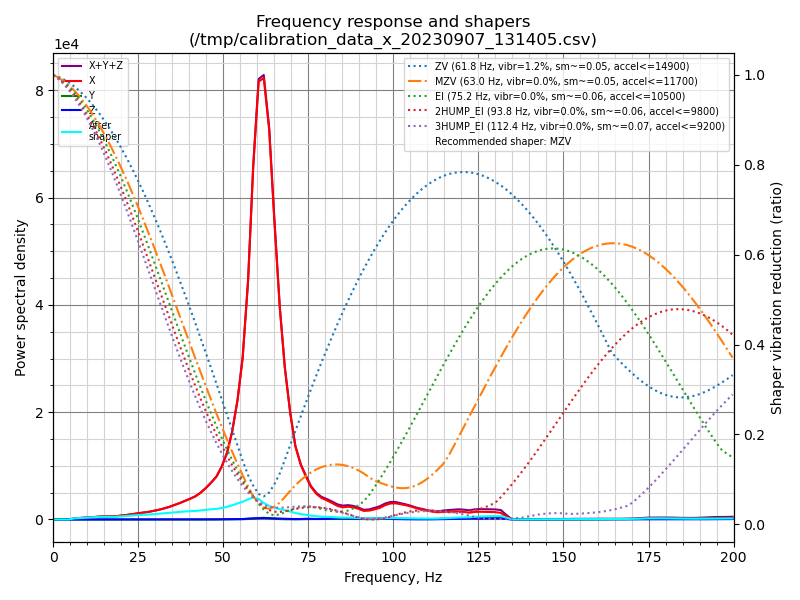 Frequency response and shapers
(/tmp/calibration_data_x_20230907_131405.csv)
1e4
X+Y+Z
X
Y
Z
After
shaper
ZV (61.8 Hz, vibr=1.2%, sm~=0.05, accel<=14900)
MZV (63.0 Hz, vibr=0.0%, sm~=0.05, accel<=11700)
EI (75.2 Hz, vibr=0.0%, sm~=0.06, accel<=10500)
2HUMP_EI (93.8 Hz, vibr=0.0%, sm~=0.06, accel<=9800)
3HUMP_EI (112.4 Hz, vibr=0.0%, sm~=0.07, accel<=9200)
Recommended shaper: MZV
8
6
4
2
0
Power spectral density
1.0
0.8
0.6
0.4
0.2
0.0
Shaper vibration reduction (ratio)
0 25 50 75 100 125 150 175 200
Frequency, Hz